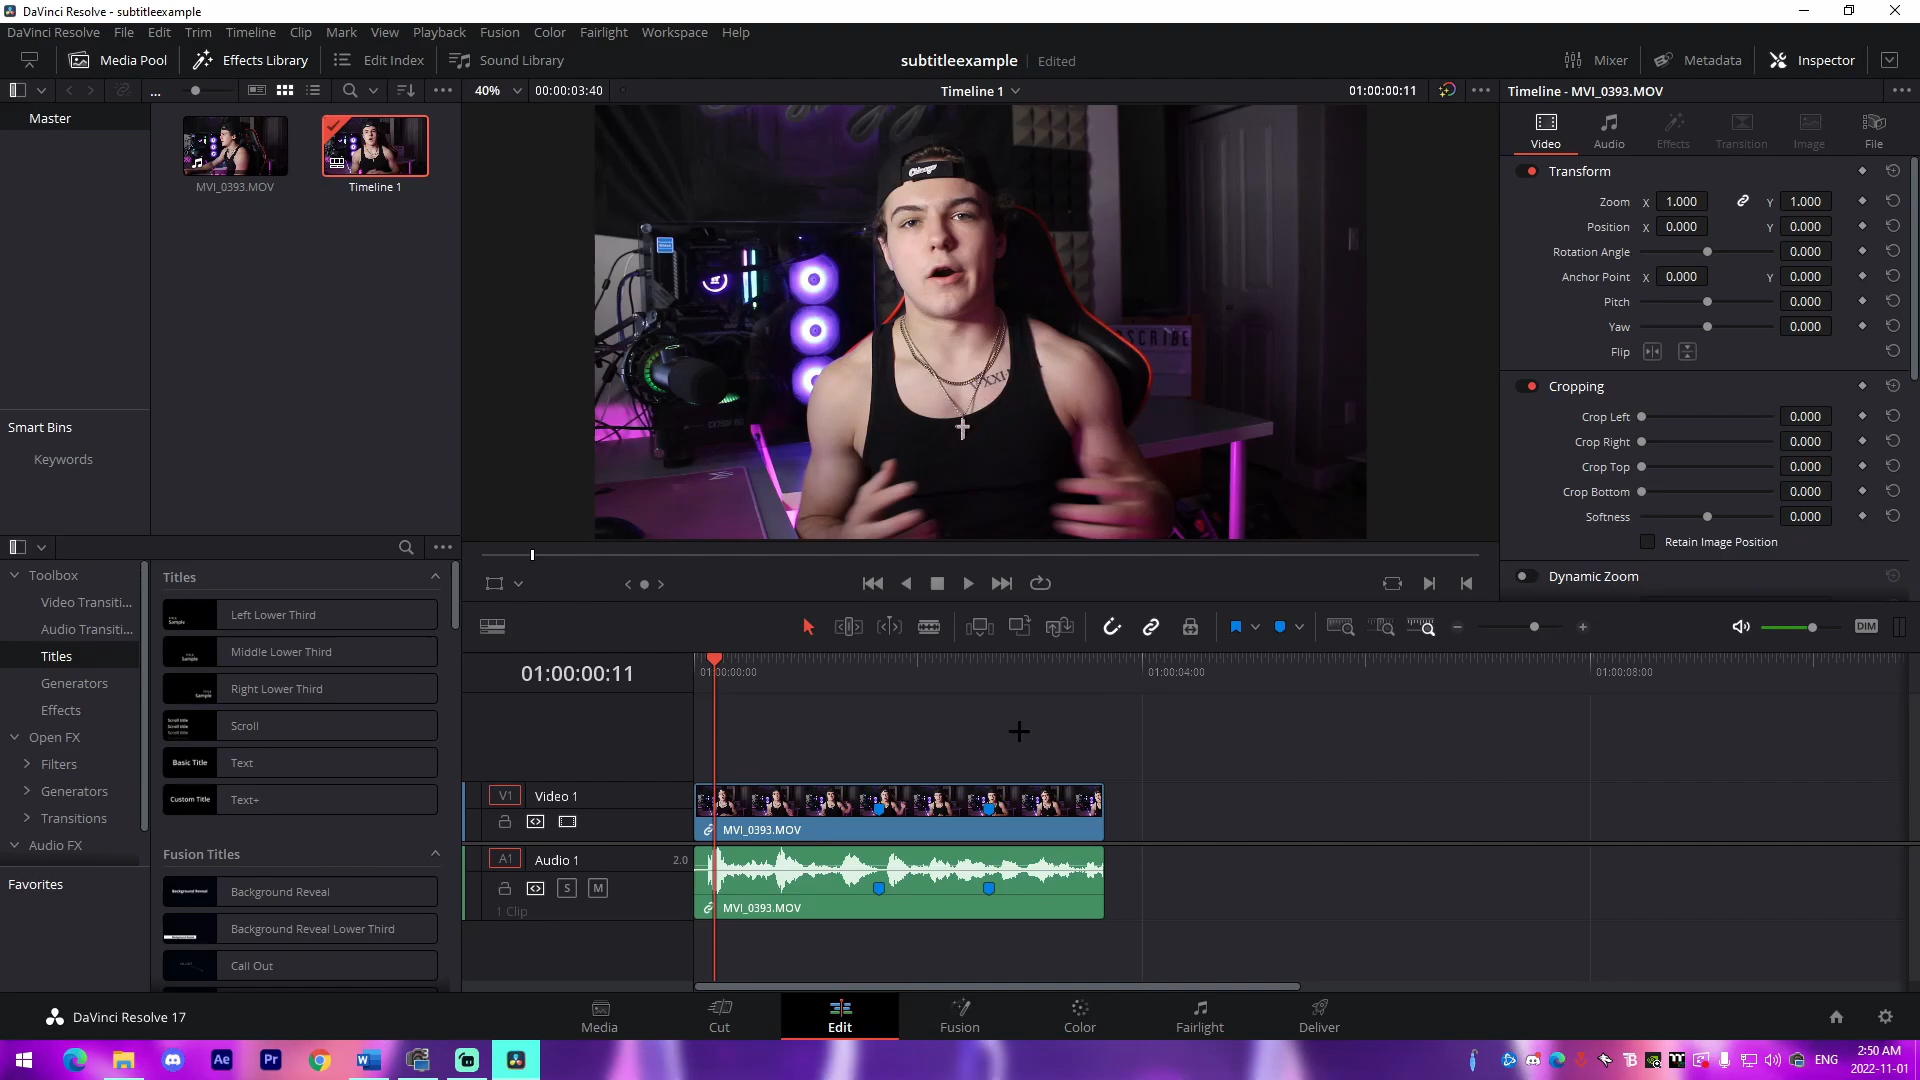 DaVinci Resolve - subtitleexample
DaVinci Resolve File Edit Trim Timeline Clip Mark View Playback Fusion Color Fairlight Workspace Help
Media Pool Effects Library Edit Index Sound Library subtitleexample Edited Mixer Metadata Inspector
... 40% 00:00:03:40 Timeline 1 01:00:00:11 Timeline - MVI_0393.MOV
Master
MVI_0393.MOV Timeline 1
Video Audio Effects Transition Image File
Transform
Zoom X 1.000 Y 1.000
Position X 0.000 Y 0.000
Rotation Angle 0.000
Anchor Point X 0.000 Y 0.000
Pitch 0.000
Yaw 0.000
Flip
Cropping
Crop Left 0.000
Crop Right 0.000
Crop Top 0.000
Crop Bottom 0.000
Softness 0.000
Retain Image Position
Dynamic Zoom
Smart Bins
Keywords
Chicago
SCRIBE
Toolbox
Video Transiti...
Audio Transiti...
Titles
Generators
Effects
Open FX
Filters
Generators
Transitions
Audio FX
Favorites
Titles
Left Lower Third
Middle Lower Third
Right Lower Third
Scroll
Basic Title Text
Custom Title Text+
Fusion Titles
Background Reveal Background Reveal
Background Reveal Lower Third
Call Out
DIM
01:00:00:11 01:00:00:00 01:00:04:00 01:00:08:00
V1 Video 1
MVI_0393.MOV
A1 Audio 1 2.0
S M
1 Clip
MVI_0393.MOV
DaVinci Resolve 17
Media Cut Edit Fusion Color Fairlight Deliver
Ae Pr
ENG
2:50 AM
2022-11-01